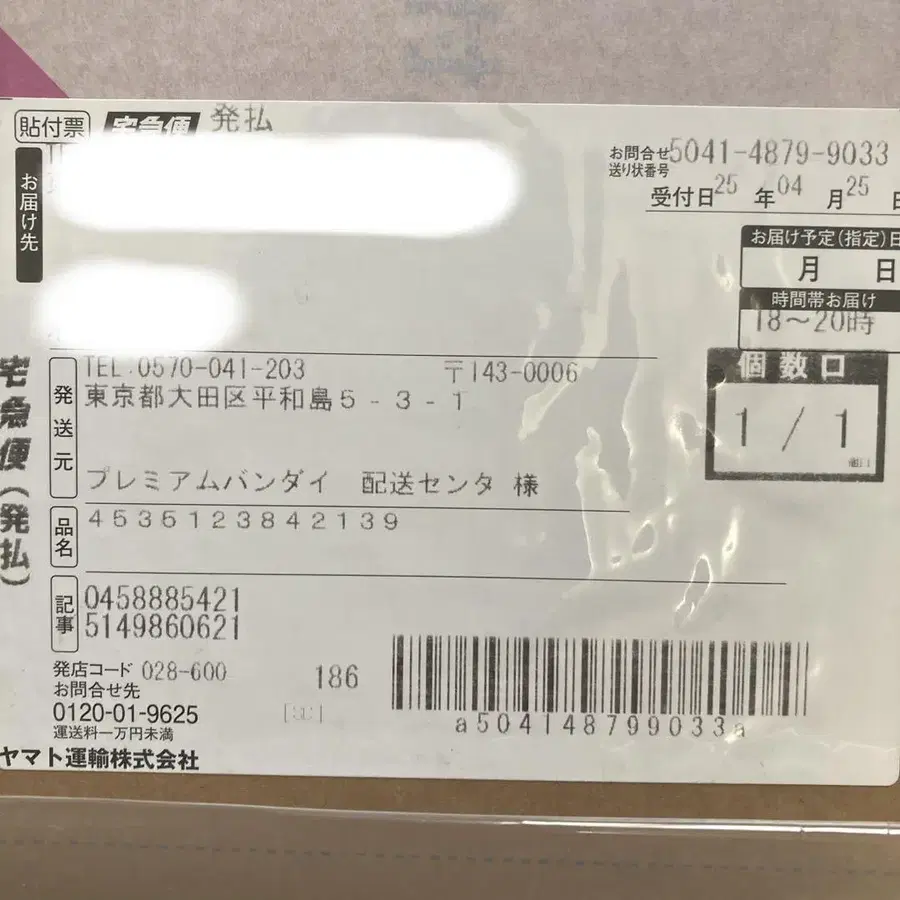 貼付票 宅急便 発払
お届け先
お問合せ 送り状番号 5041-4879-9033
受付日 25 年 04 月 25 日
お届け予定(指定)日
月 日
時間帯お届け
18～20時
個数口
1 / 1
宅急便(発払)
発送元
TEL:0570-041-203 〒143-0006
東京都大田区平和島5-3-1
プレミアムバンダイ 配送センタ 様
品名 4535123842139
記事 0458885421
5149860621
発店コード 028-600
186
お問合せ先
0120-01-9625
運送料一万円未満
ヤマト運輸株式会社
a504148799033a